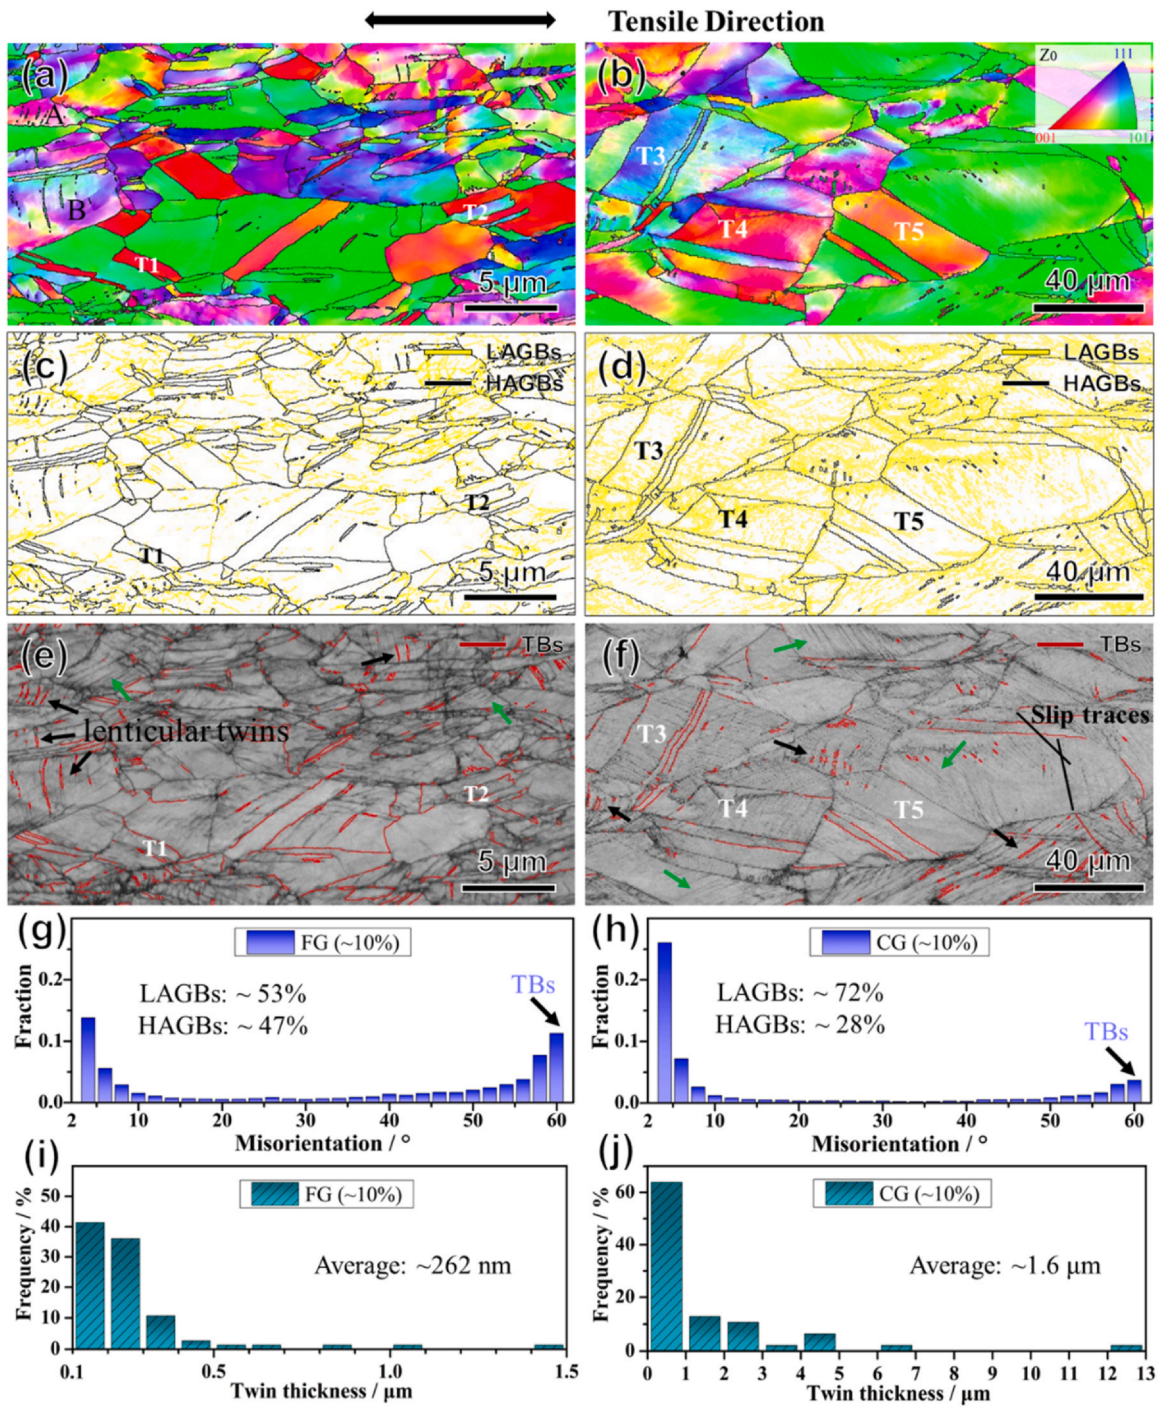 Tensile Direction
(a)
A
B
T1
T2
5 μm
(b)
Z0
111
001
101
T3
T4
T5
40 μm
(c)
LAGBs
HAGBs
T1
T2
5 μm
(d)
LAGBs
HAGBs
T3
T4
T5
40 μm
(e)
TBs
lenticular twins
T1
T2
5 μm
(f)
TBs
Slip traces
T3
T4
T5
40 μm
(g)
FG (~10%)
LAGBs: ~ 53%
HAGBs: ~ 47%
TBs
Fraction
0.2
0.1
0.0
2 10 20 30 40 50 60
Misorientation / °
(h)
CG (~10%)
LAGBs: ~ 72%
HAGBs: ~ 28%
TBs
Fraction
0.2
0.1
0.0
2 10 20 30 40 50 60
Misorientation / °
(i)
FG (~10%)
Average: ~262 nm
Frequency / %
50
40
30
20
10
0
0.1 0.5 1.0 1.5
Twin thickness / μm
(j)
CG (~10%)
Average: ~1.6 μm
Frequency / %
60
40
20
0
0 1 2 3 4 5 6 7 8 9 10 11 12 13
Twin thickness / μm